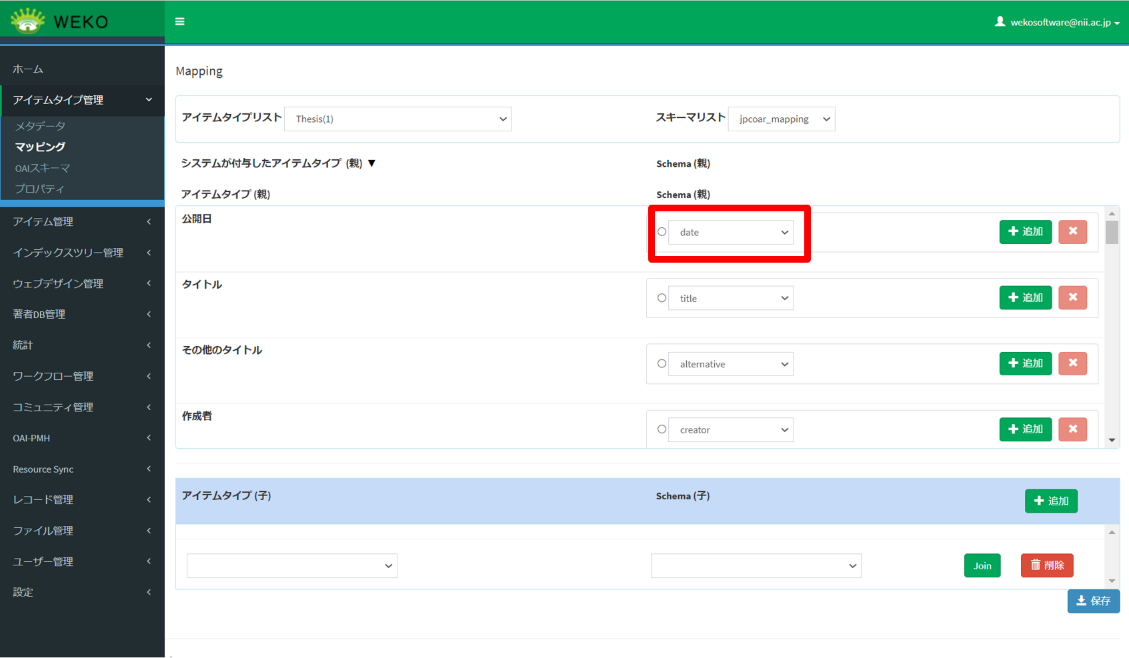 WEKO
wekosoftware@nii.ac.jp
ホーム
アイテムタイプ管理
メタデータ
マッピング
OAIスキーマ
プロパティ
アイテム管理
インデックスツリー管理
ウェブデザイン管理
著者DB管理
統計
ワークフロー管理
コミュニティ管理
OAI-PMH
Resource Sync
レコード管理
ファイル管理
ユーザー管理
設定
Mapping
アイテムタイプリスト Thesis(1) スキーマリスト jpcoar_mapping
システムが付与したアイテムタイプ (親) ▼ Schema (親)
アイテムタイプ (親) Schema (親)
公開日 date 追加
タイトル title 追加
その他のタイトル alternative 追加
作成者 creator 追加
アイテムタイプ (子) Schema (子) 追加
Join 削除
保存